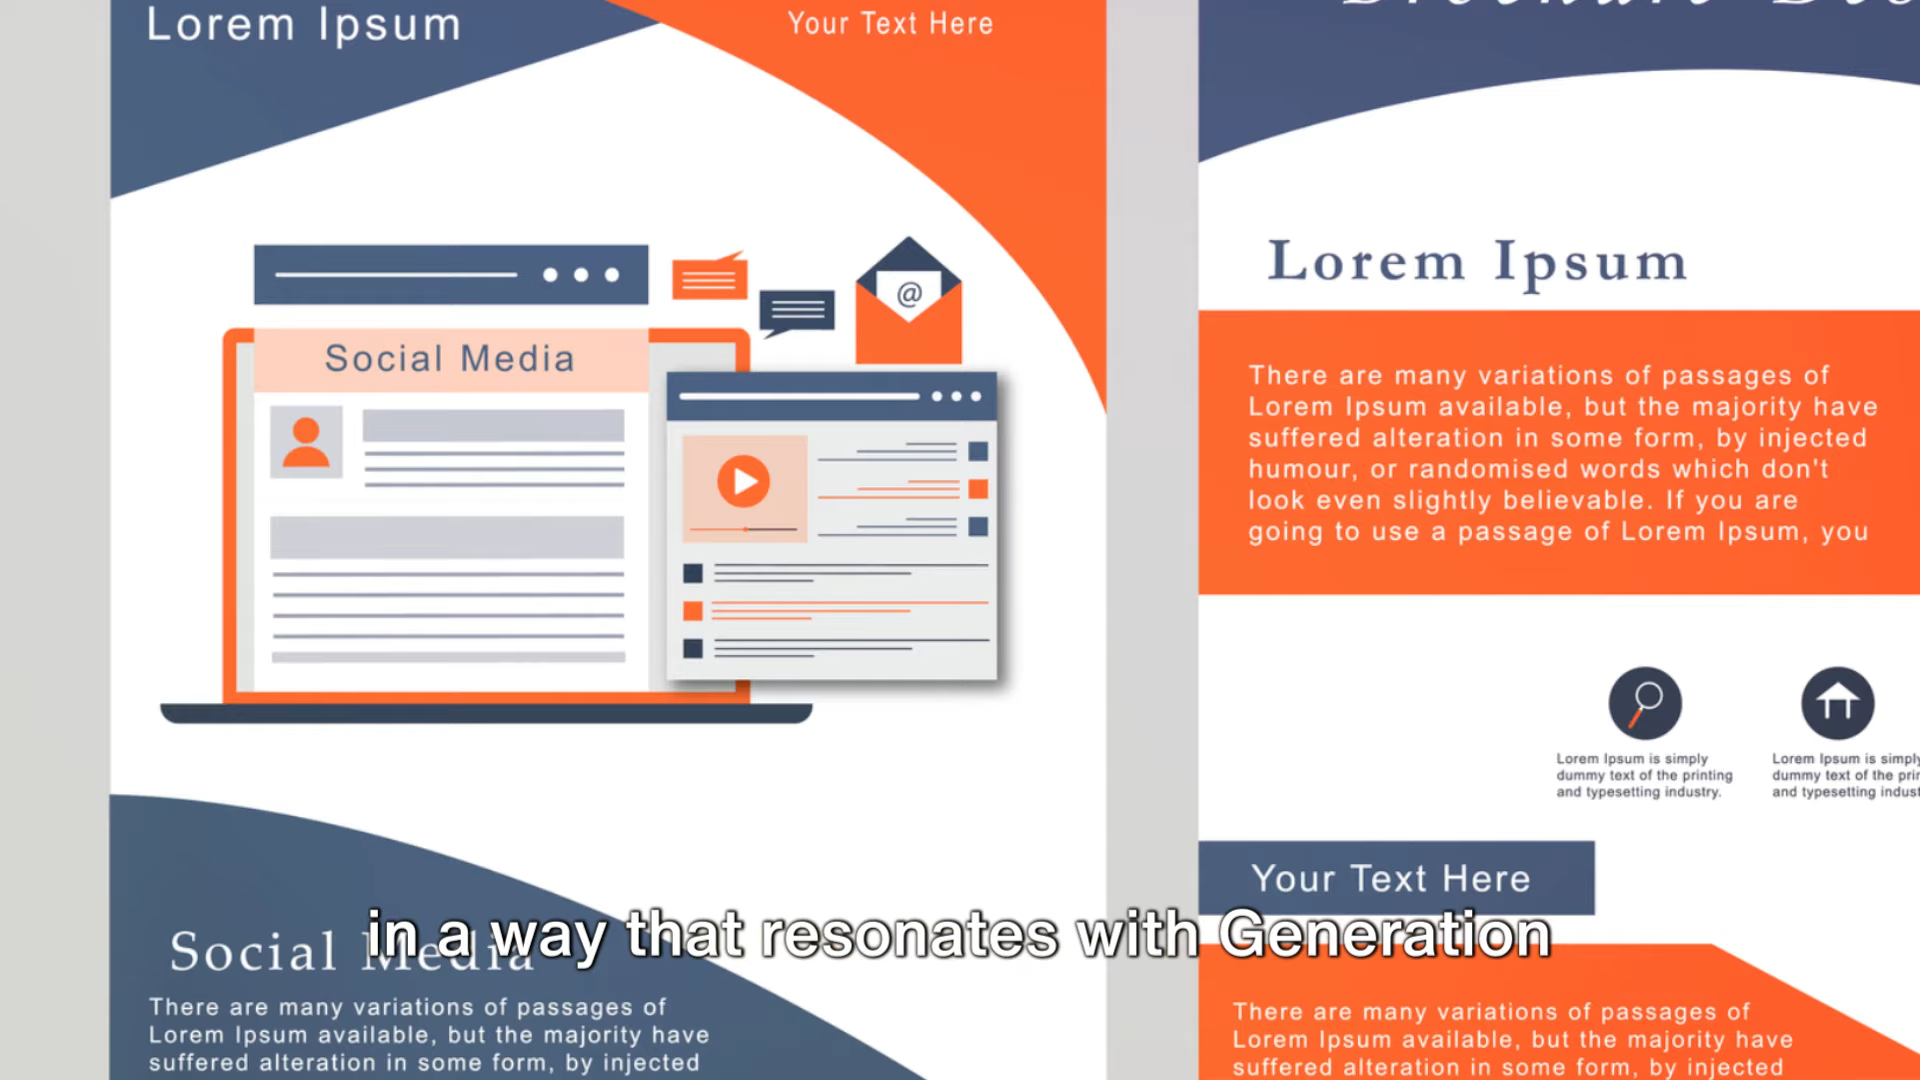 Lorem Ipsum
Your Text Here
Social Media
@
Social Media
There are many variations of passages of
Lorem Ipsum available, but the majority have
suffered alteration in some form, by injected
Lorem Ipsum
There are many variations of passages of
Lorem Ipsum available, but the majority have
suffered alteration in some form, by injected
humour, or randomised words which don't
look even slightly believable. If you are
going to use a passage of Lorem Ipsum, you
Lorem Ipsum is simply
dummy text of the printing
and typesetting industry.
Lorem Ipsum is simply
dummy text of the
and typesetting
Your Text Here
There are many variations of passages of
Lorem Ipsum available, but the majority have
suffered alteration in some form, by injected
in a way that resonates with Generation